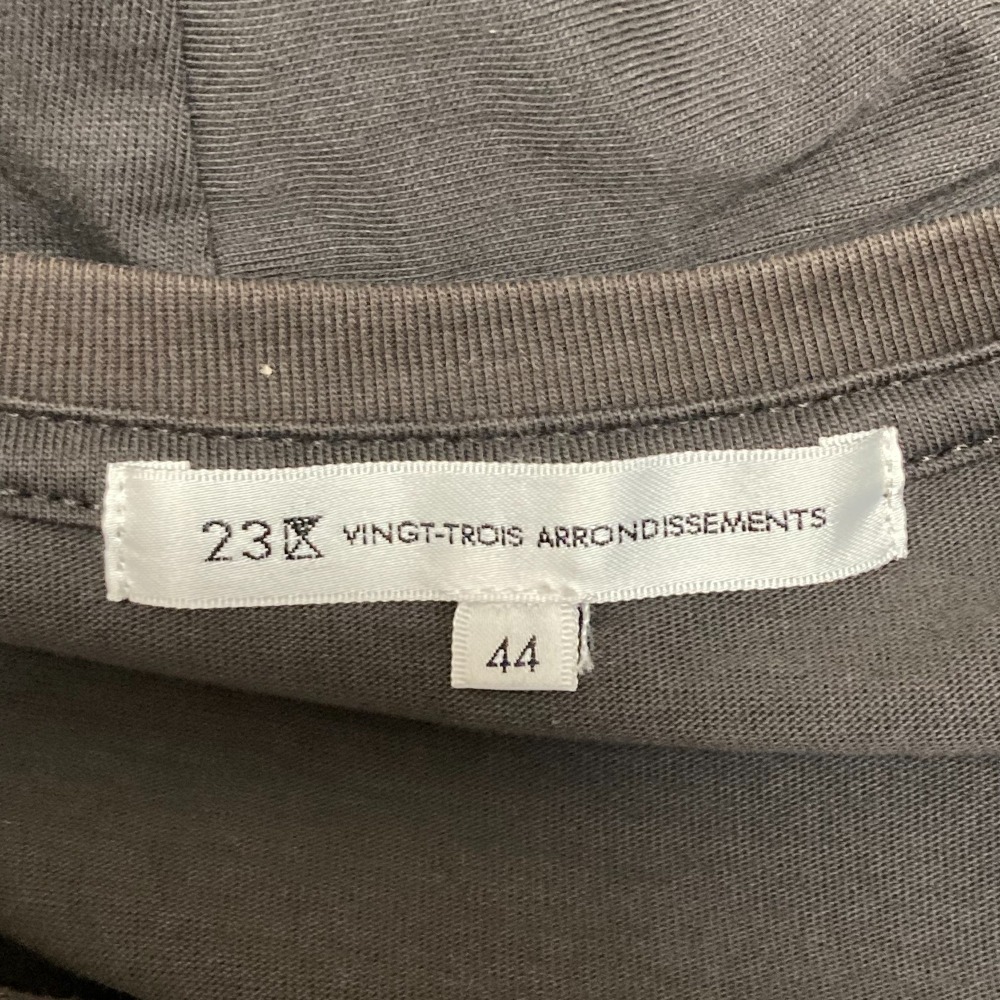 23区 VINGT-TROIS ARRONDISSEMENTS
44